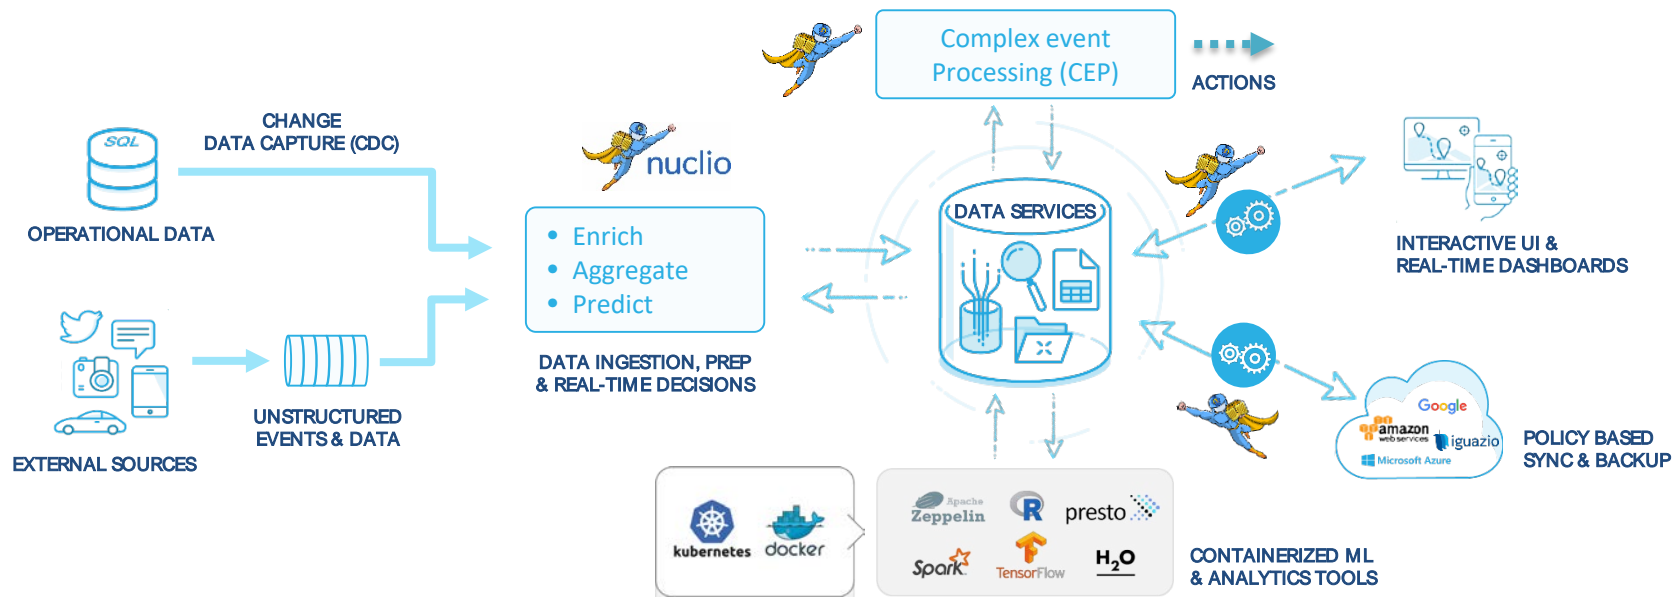 Complex event
Processing (CEP)
ACTIONS
CHANGE
DATA CAPTURE (CDC)
SQL
OPERATIONAL DATA
nuclio
• Enrich
• Aggregate
• Predict
DATA INGESTION, PREP
& REAL-TIME DECISIONS
DATA SERVICES
INTERACTIVE UI &
REAL-TIME DASHBOARDS
UNSTRUCTURED
EVENTS & DATA
EXTERNAL SOURCES
Google
amazon
web services
iguazio
Microsoft Azure
POLICY BASED
SYNC & BACKUP
kubernetes
docker
Apache
Zeppelin
R
presto
Spark
TensorFlow
H2O
CONTAINERIZED ML
& ANALYTICS TOOLS